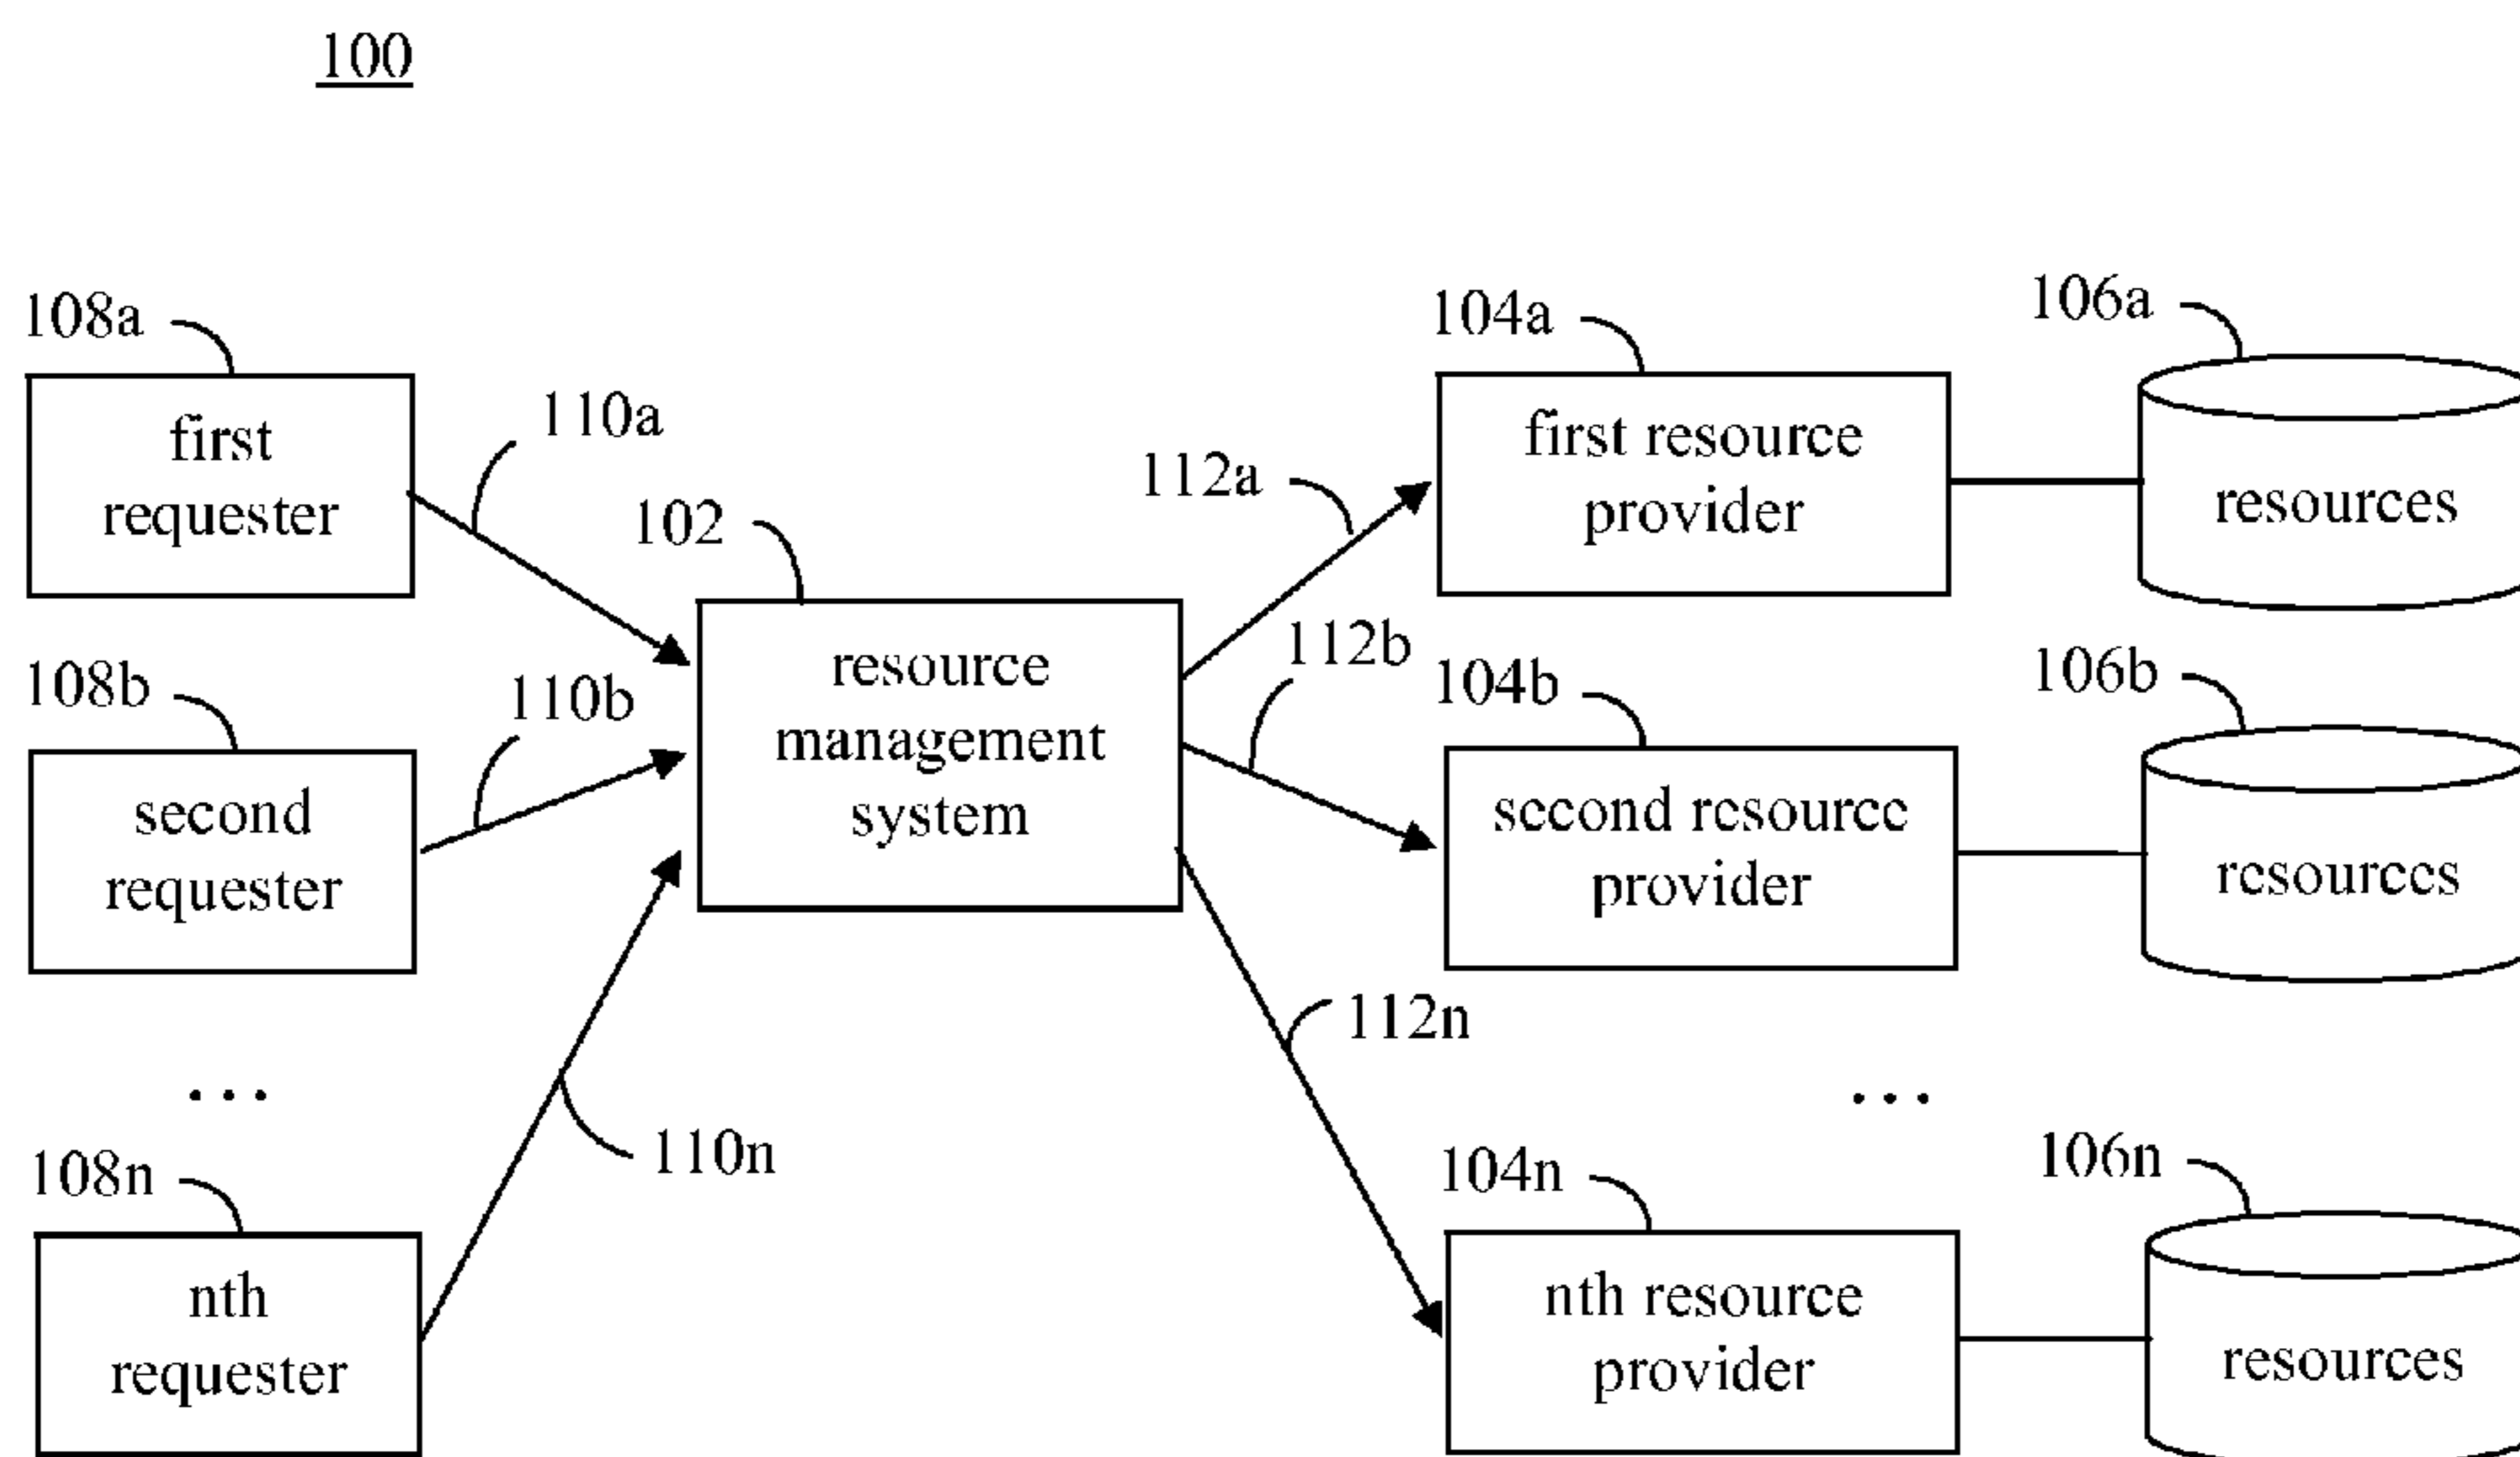 100
108a
first
requester
110a
102
resource
management
system
112a
104a
first resource
provider
106a
resources
108b
second
requester
110b
112b
104b
second resource
provider
106b
resources
...
108n
nth
requester
110n
112n
...
104n
nth resource
provider
106n
resources